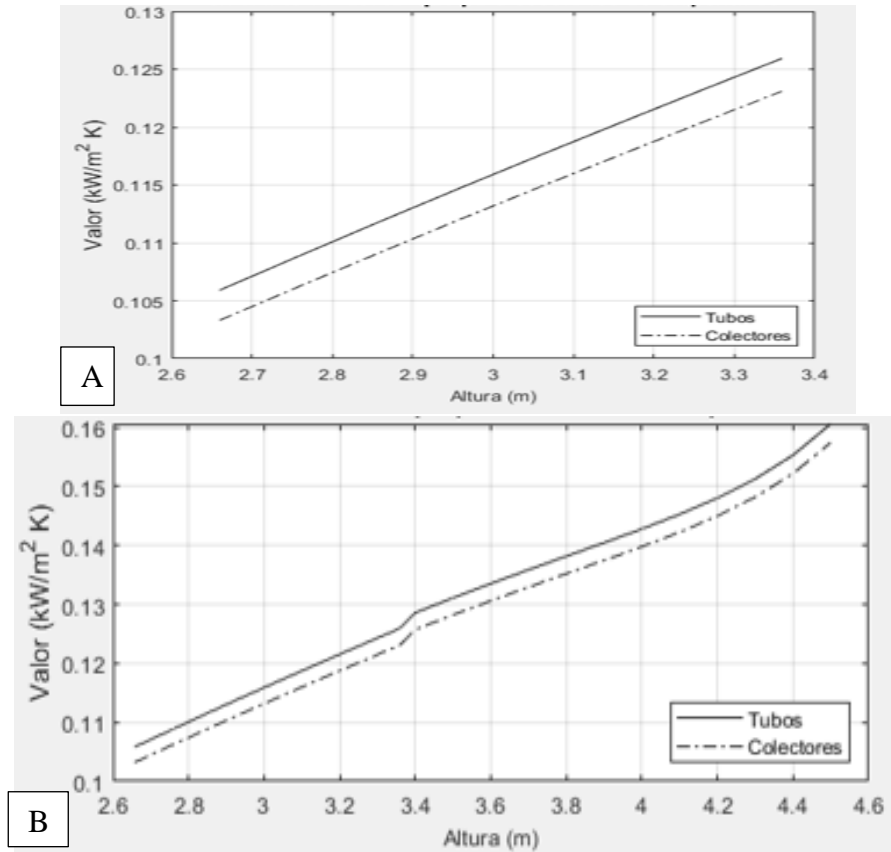 0.13
0.125
0.12
0.115
0.11
0.105
0.1
Valor (kW/m² K)
2.6 2.7 2.8 2.9 3 3.1 3.2 3.3 3.4
Altura (m)
Tubos
Colectores
A
0.16
0.15
0.14
0.13
0.12
0.11
0.1
Valor (kW/m² K)
2.6 2.8 3 3.2 3.4 3.6 3.8 4 4.2 4.4 4.6
Altura (m)
Tubos
Colectores
B